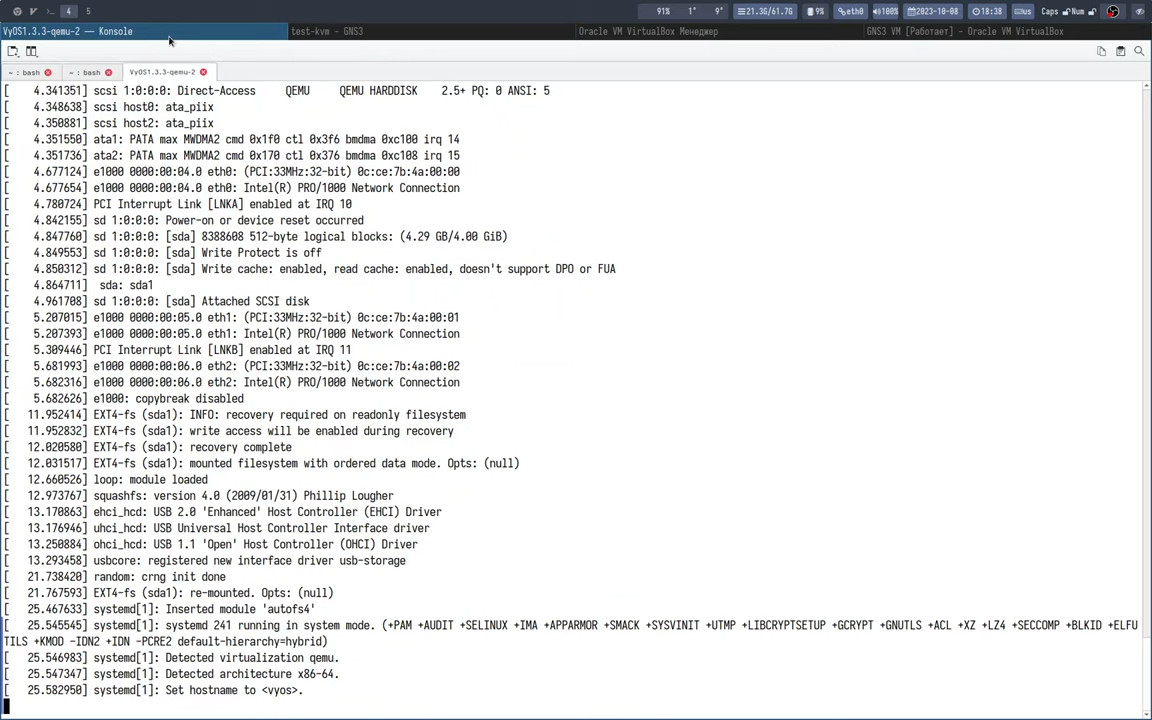 4 5 91% 1° 9° 21.3G/61.7G 9% eth0 100% 2023-10-08 18:38 us Caps Num
VyOS1.3.3-qemu-2 — Konsole test-kvm - GNS3 Oracle VM VirtualBox Менеджер GNS3 VM [Работает] - Oracle VM VirtualBox
~ : bash ~ : bash VyOS1.3.3-qemu-2
[    4.341351] scsi 1:0:0:0: Direct-Access     QEMU     QEMU HARDDISK    2.5+ PQ: 0 ANSI: 5
[    4.348638] scsi host0: ata_piix
[    4.350881] scsi host2: ata_piix
[    4.351550] ata1: PATA max MWDMA2 cmd 0x1f0 ctl 0x3f6 bmdma 0xc100 irq 14
[    4.351736] ata2: PATA max MWDMA2 cmd 0x170 ctl 0x376 bmdma 0xc108 irq 15
[    4.677124] e1000 0000:00:04.0 eth0: (PCI:33MHz:32-bit) 0c:ce:7b:4a:00:00
[    4.677654] e1000 0000:00:04.0 eth0: Intel(R) PRO/1000 Network Connection
[    4.780724] PCI Interrupt Link [LNKA] enabled at IRQ 10
[    4.842155] sd 1:0:0:0: Power-on or device reset occurred
[    4.847760] sd 1:0:0:0: [sda] 8388608 512-byte logical blocks: (4.29 GB/4.00 GiB)
[    4.849553] sd 1:0:0:0: [sda] Write Protect is off
[    4.850312] sd 1:0:0:0: [sda] Write cache: enabled, read cache: enabled, doesn't support DPO or FUA
[    4.864711]  sda: sda1
[    4.961708] sd 1:0:0:0: [sda] Attached SCSI disk
[    5.207015] e1000 0000:00:05.0 eth1: (PCI:33MHz:32-bit) 0c:ce:7b:4a:00:01
[    5.207393] e1000 0000:00:05.0 eth1: Intel(R) PRO/1000 Network Connection
[    5.309446] PCI Interrupt Link [LNKB] enabled at IRQ 11
[    5.681993] e1000 0000:00:06.0 eth2: (PCI:33MHz:32-bit) 0c:ce:7b:4a:00:02
[    5.682316] e1000 0000:00:06.0 eth2: Intel(R) PRO/1000 Network Connection
[    5.682626] e1000: copybreak disabled
[   11.952414] EXT4-fs (sda1): INFO: recovery required on readonly filesystem
[   11.952832] EXT4-fs (sda1): write access will be enabled during recovery
[   12.020580] EXT4-fs (sda1): recovery complete
[   12.031517] EXT4-fs (sda1): mounted filesystem with ordered data mode. Opts: (null)
[   12.660526] loop: module loaded
[   12.973767] squashfs: version 4.0 (2009/01/31) Phillip Lougher
[   13.170863] ehci_hcd: USB 2.0 'Enhanced' Host Controller (EHCI) Driver
[   13.176946] uhci_hcd: USB Universal Host Controller Interface driver
[   13.250884] ohci_hcd: USB 1.1 'Open' Host Controller (OHCI) Driver
[   13.293458] usbcore: registered new interface driver usb-storage
[   21.738420] random: crng init done
[   21.767593] EXT4-fs (sda1): re-mounted. Opts: (null)
[   25.467633] systemd[1]: Inserted module 'autofs4'
[   25.545545] systemd[1]: systemd 241 running in system mode. (+PAM +AUDIT +SELINUX +IMA +APPARMOR +SMACK +SYSVINIT +UTMP +LIBCRYPTSETUP +GCRYPT +GNUTLS +ACL +XZ +LZ4 +SECCOMP +BLKID +ELFU
TILS +KMOD -IDN2 +IDN -PCRE2 default-hierarchy=hybrid)
[   25.546983] systemd[1]: Detected virtualization qemu.
[   25.547347] systemd[1]: Detected architecture x86-64.
[   25.582950] systemd[1]: Set hostname to <vyos>.